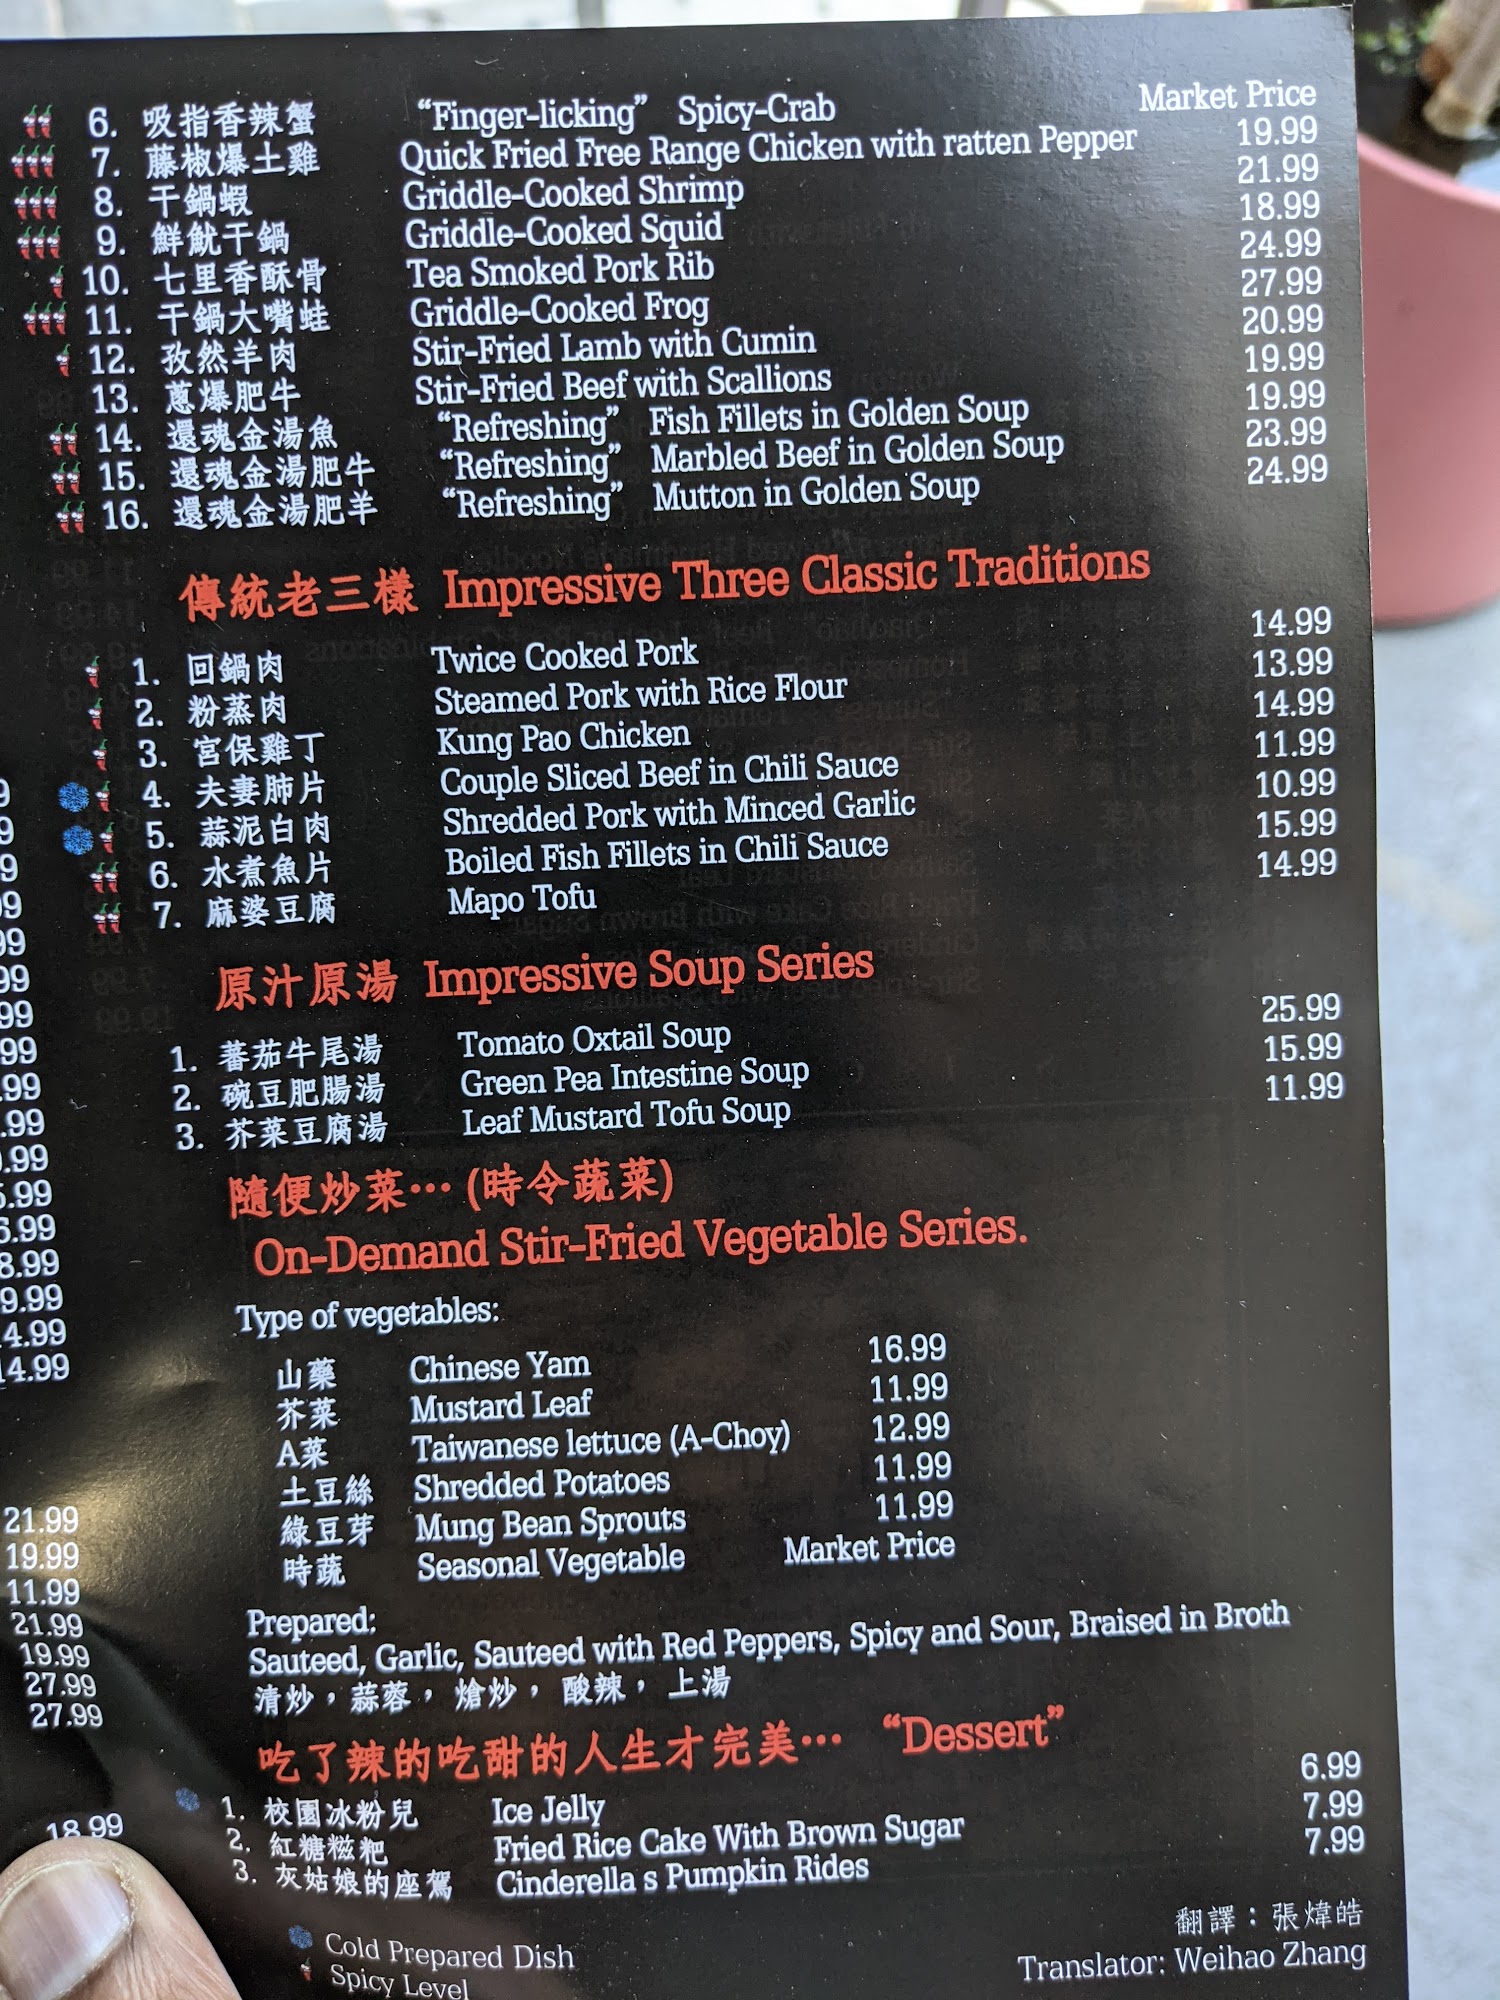 6. 吸指香辣蟹 “Finger-licking” Spicy-Crab Market Price
7. 藤椒爆土雞 Quick Fried Free Range Chicken with ratten Pepper 19.99
8. 干鍋蝦 Griddle-Cooked Shrimp 21.99
9. 鮮魷干鍋 Griddle-Cooked Squid 18.99
10. 七里香酥骨 Tea Smoked Pork Rib 24.99
11. 干鍋大嘴蛙 Griddle-Cooked Frog 27.99
12. 孜然羊肉 Stir-Fried Lamb with Cumin 20.99
13. 蔥爆肥牛 Stir-Fried Beef with Scallions 19.99
14. 還魂金湯魚 “Refreshing” Fish Fillets in Golden Soup 19.99
15. 還魂金湯肥牛 “Refreshing” Marbled Beef in Golden Soup 23.99
16. 還魂金湯肥羊 “Refreshing” Mutton in Golden Soup 24.99
傳統老三樣 Impressive Three Classic Traditions
1. 回鍋肉 Twice Cooked Pork 14.99
2. 粉蒸肉 Steamed Pork with Rice Flour 13.99
3. 宮保雞丁 Kung Pao Chicken 14.99
4. 夫妻肺片 Couple Sliced Beef in Chili Sauce 11.99
5. 蒜泥白肉 Shredded Pork with Minced Garlic 10.99
6. 水煮魚片 Boiled Fish Fillets in Chili Sauce 15.99
7. 麻婆豆腐 Mapo Tofu 14.99
原汁原湯 Impressive Soup Series
1. 蕃茄牛尾湯 Tomato Oxtail Soup 25.99
2. 碗豆肥腸湯 Green Pea Intestine Soup 15.99
3. 芥菜豆腐湯 Leaf Mustard Tofu Soup 11.99
隨便炒菜… (時令蔬菜)
On-Demand Stir-Fried Vegetable Series.
Type of vegetables:
山藥 Chinese Yam 16.99
芥菜 Mustard Leaf 11.99
A菜 Taiwanese lettuce (A-Choy) 12.99
土豆絲 Shredded Potatoes 11.99
綠豆芽 Mung Bean Sprouts 11.99
時蔬 Seasonal Vegetable Market Price
Prepared:
Sauteed, Garlic, Sauteed with Red Peppers, Spicy and Sour, Braised in Broth
清炒，蒜蓉，熗炒，酸辣，上湯
吃了辣的吃甜的人生才完美… “Dessert”
1. 校園冰粉兒 Ice Jelly 6.99
2. 紅糖糍粑 Fried Rice Cake With Brown Sugar 7.99
3. 灰姑娘的座駕 Cinderella s Pumpkin Rides 7.99
Cold Prepared Dish
Spicy Level
翻譯：張煒皓
Translator: Weihao Zhang
14.99
21.99
19.99
11.99
21.99
19.99
27.99
27.99
18.99